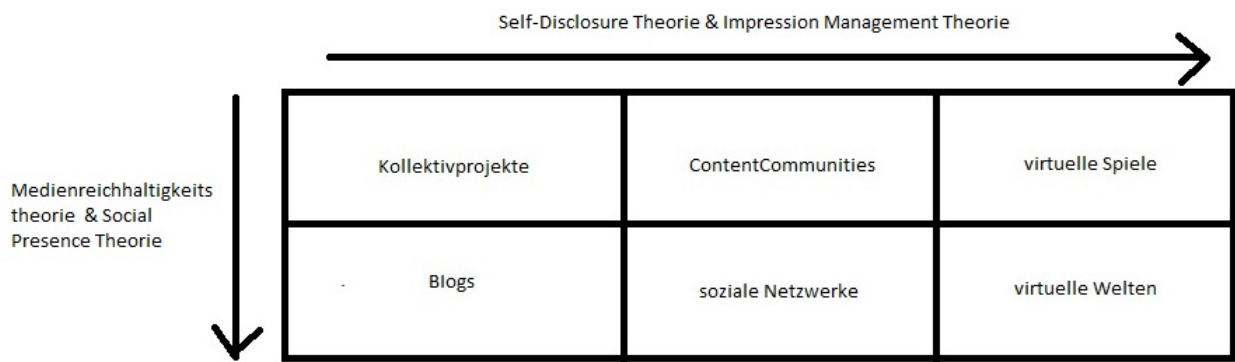 Self-Disclosure Theorie & Impression Management Theorie
Medienreichhaltigkeits
theorie & Social
Presence Theorie
Kollektivprojekte
ContentCommunities
virtuelle Spiele
Blogs
soziale Netzwerke
virtuelle Welten